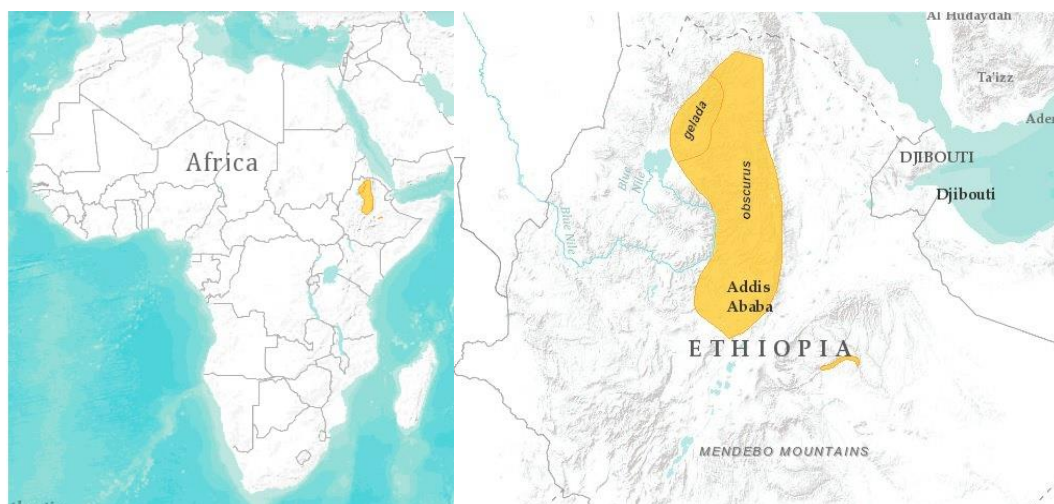 Africa
Al Hudaydah
Ta'izz
Aden
gelada
DJIBOUTI
Djibouti
obscurus
Blue
Nile
Blue Nile
Addis
Ababa
ETHIOPIA
MENDEBO MOUNTAINS